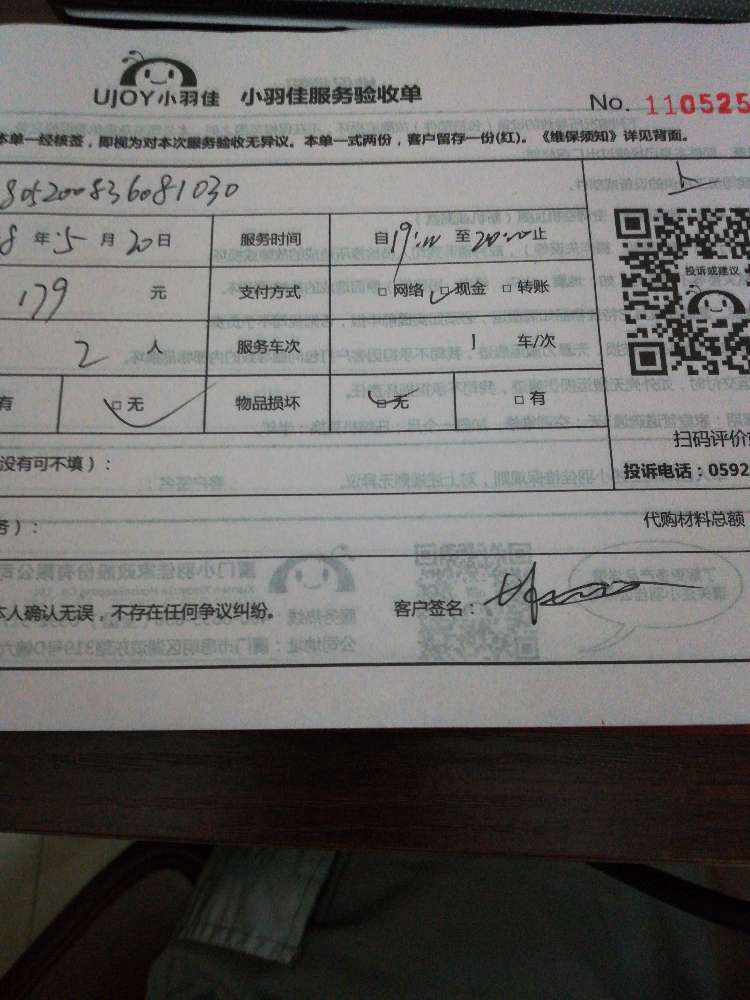 UJOY小羽佳 小羽佳服务验收单
No. 110525
本单一经核签，即视为对本次服务验收无异议。本单一式两份，客户留存一份(红)。《维保须知》详见背面。
805200836081030
8 年 5 月 20 日 服务时间 自 19:00 至 20:00 止
179 元 支付方式 □ 网络 □ 现金 □ 转账
2 人 服务车次 1 车/次
有 □ 无 物品损坏 □ 无 □ 有
投诉或建议
扫码评价
投诉电话：0592
没有可不填）：
务）：
代购材料总额
本人确认无误，不存在任何争议纠纷。 客户签名：